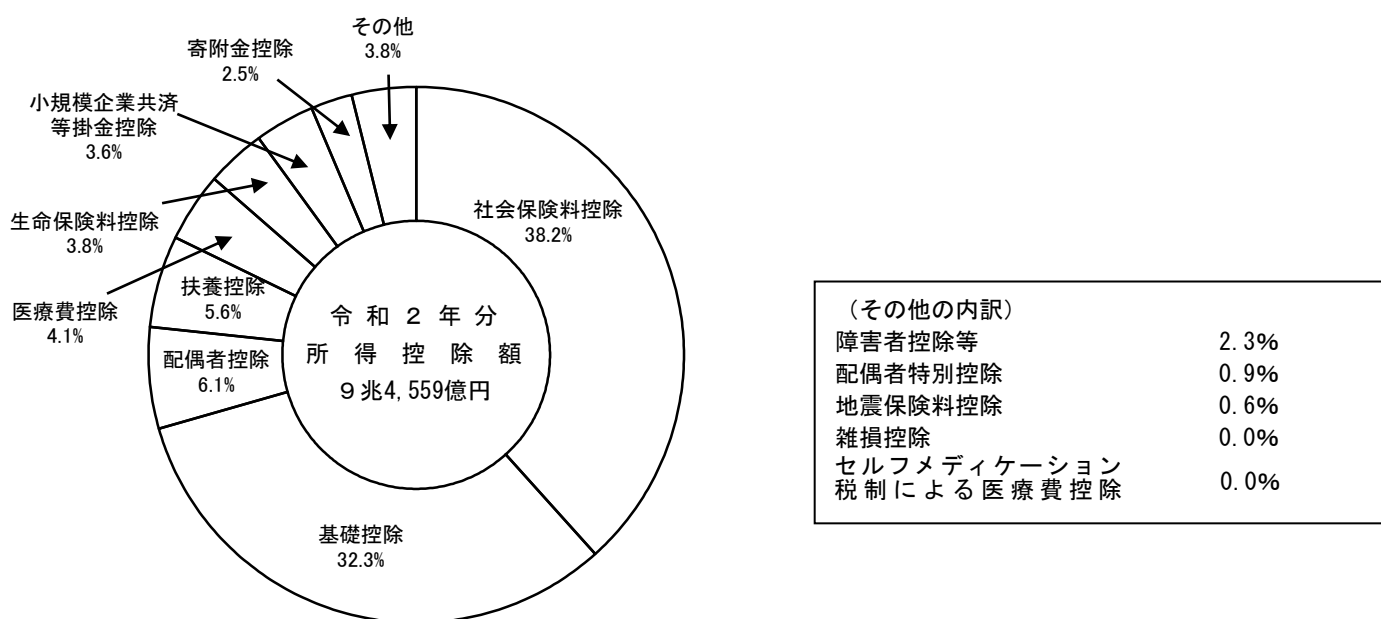 その他
3.8%
寄附金控除
2.5%
小規模企業共済
等掛金控除
3.6%
生命保険料控除
3.8%
医療費控除
4.1%
扶養控除
5.6%
配偶者控除
6.1%
社会保険料控除
38.2%
基礎控除
32.3%
令和２年分
所得控除額
９兆4,559億円
（その他の内訳）
障害者控除等 2.3%
配偶者特別控除 0.9%
地震保険料控除 0.6%
雑損控除 0.0%
セルフメディケーション
税制による医療費控除 0.0%